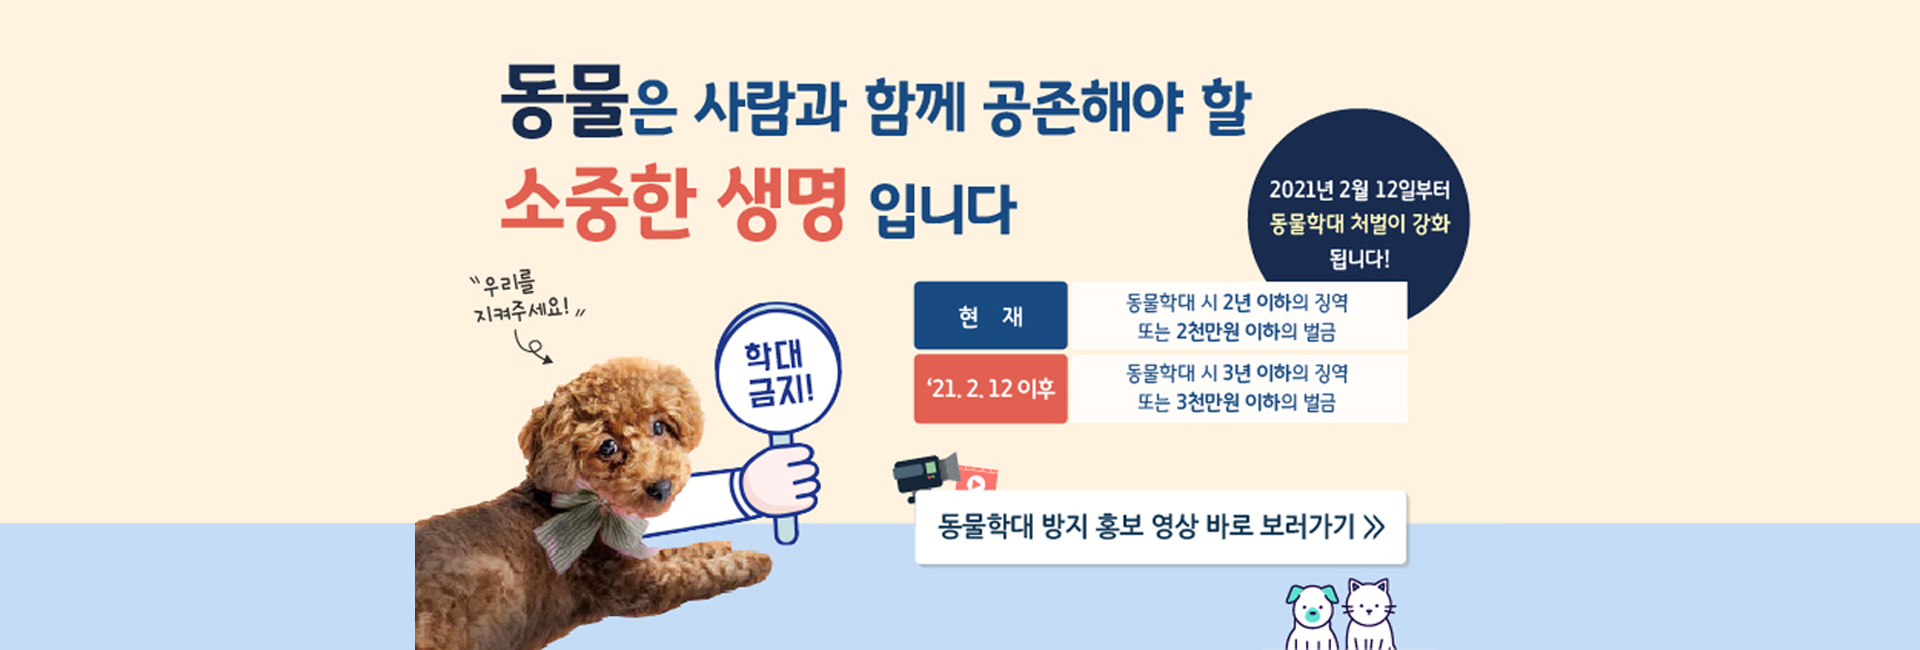 동물은 사람과 함께 공존해야 할
소중한 생명 입니다
2021년 2월 12일부터
동물학대 처벌이 강화
됩니다!
"우리를
지켜주세요!"
학대
금지!
현 재
동물학대 시 2년 이하의 징역
또는 2천만원 이하의 벌금
'21. 2. 12 이후
동물학대 시 3년 이하의 징역
또는 3천만원 이하의 벌금
동물학대 방지 홍보 영상 바로 보러가기 》